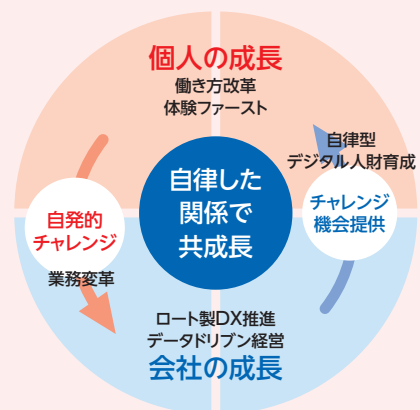 個人の成長
働き方改革
体験ファースト
自律型
デジタル人財育成
自律した
関係で
共成長
チャレンジ
機会提供
自発的
チャレンジ
業務変革
ロート製DX推進
データドリブン経営
会社の成長